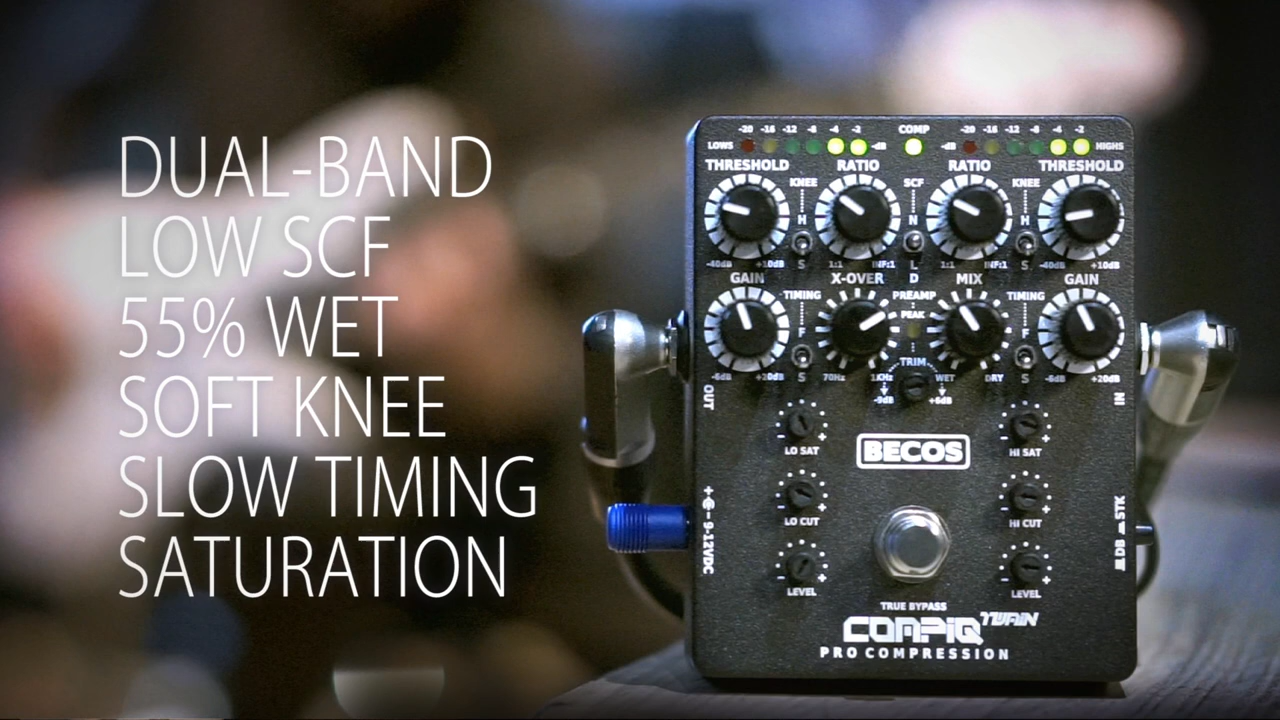 DUAL-BAND
LOW SCF
55% WET
SOFT KNEE
SLOW TIMING
SATURATION
-20 -16 -12 -8 -4 -2 COMP -20 -16 -12 -8 -4 -2
LOWS -dB -dB HIGHS
THRESHOLD RATIO RATIO THRESHOLD
KNEE SCF KNEE
H N H
S L S
-40dB +10dB 1:1 INF:1 D 1:1 INF:1 -40dB +10dB
GAIN X-OVER MIX GAIN
TIMING PREAMP TIMING
PEAK
F F
TRIM
S S
-6dB +20dB 70Hz 1KHz WET DRY -6dB +20dB
-9dB +6dB
OUT IN
LO SAT BECOS HI SAT
LO CUT HI CUT
+ - 9-12VDC
DB STK
LEVEL LEVEL
TRUE BYPASS
COMPIQ TWAIN
PRO COMPRESSION